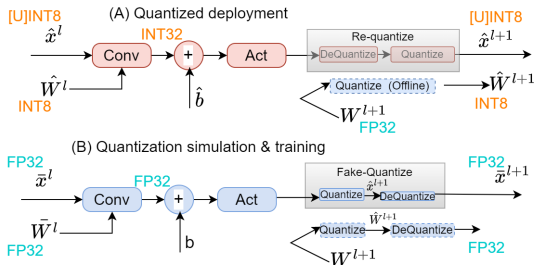 (A) Quantized deployment
[U]INT8
x̂^l
Conv
INT32
+
Act
Re-quantize
DeQuantize
Quantize
[U]INT8
x̂^{l+1}
Ŵ^l
INT8
b̂
Quantize (Offline)
Ŵ^{l+1}
W^{l+1}
FP32
INT8
(B) Quantization simulation & training
FP32
x̄^l
Conv
FP32
+
Act
Fake-Quantize
Quantize
x̂^{l+1}
DeQuantize
FP32
x̄^{l+1}
W̄^l
FP32
b
Quantize
Ŵ^{l+1}
DeQuantize
FP32
W^{l+1}